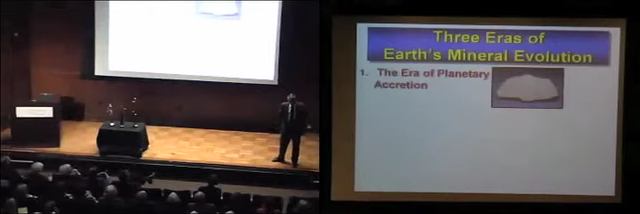 Three Eras of
Earth's Mineral Evolution
1. The Era of Planetary
Accretion